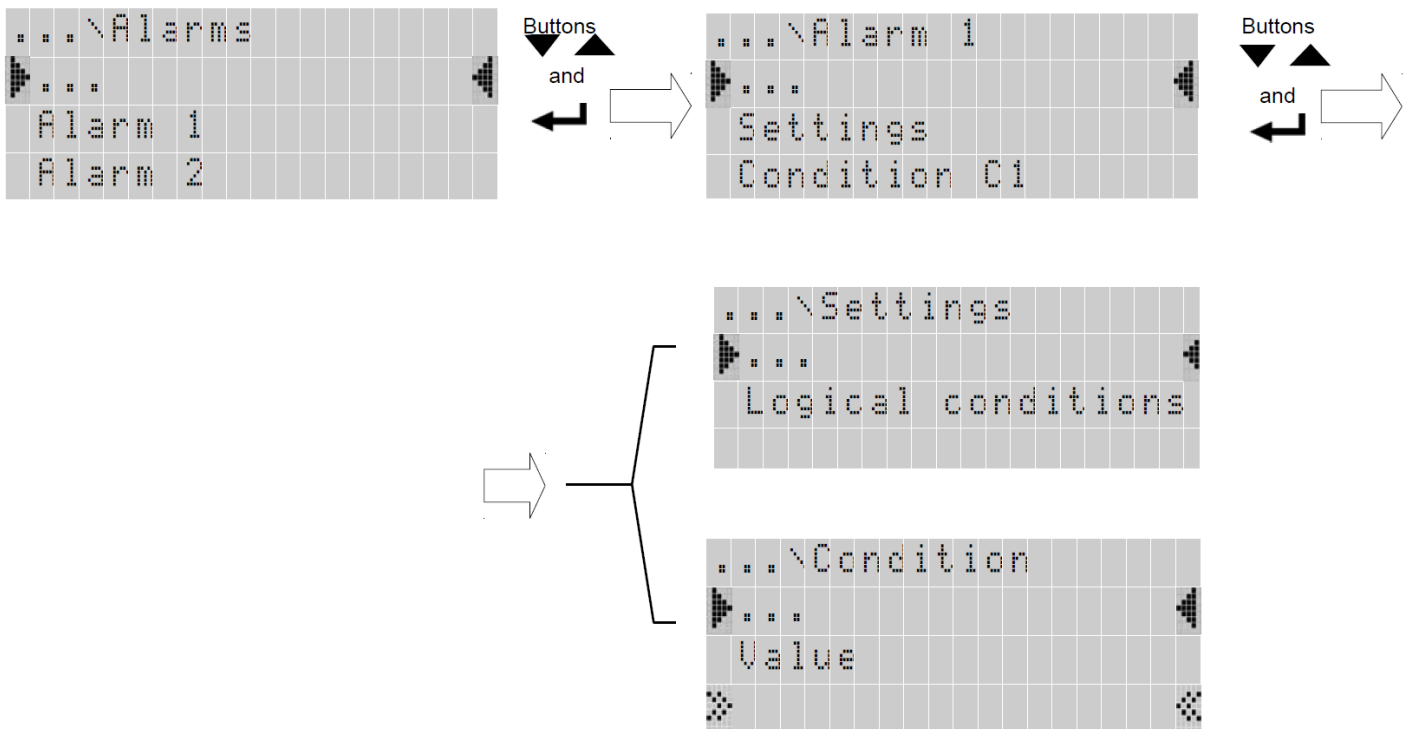 ...\Alarms
...
Alarm 1
Alarm 2
Buttons
and
...\Alarm 1
...
Settings
Condition C1
Buttons
and
...\Settings
...
Logical conditions
...\Condition
...
Value